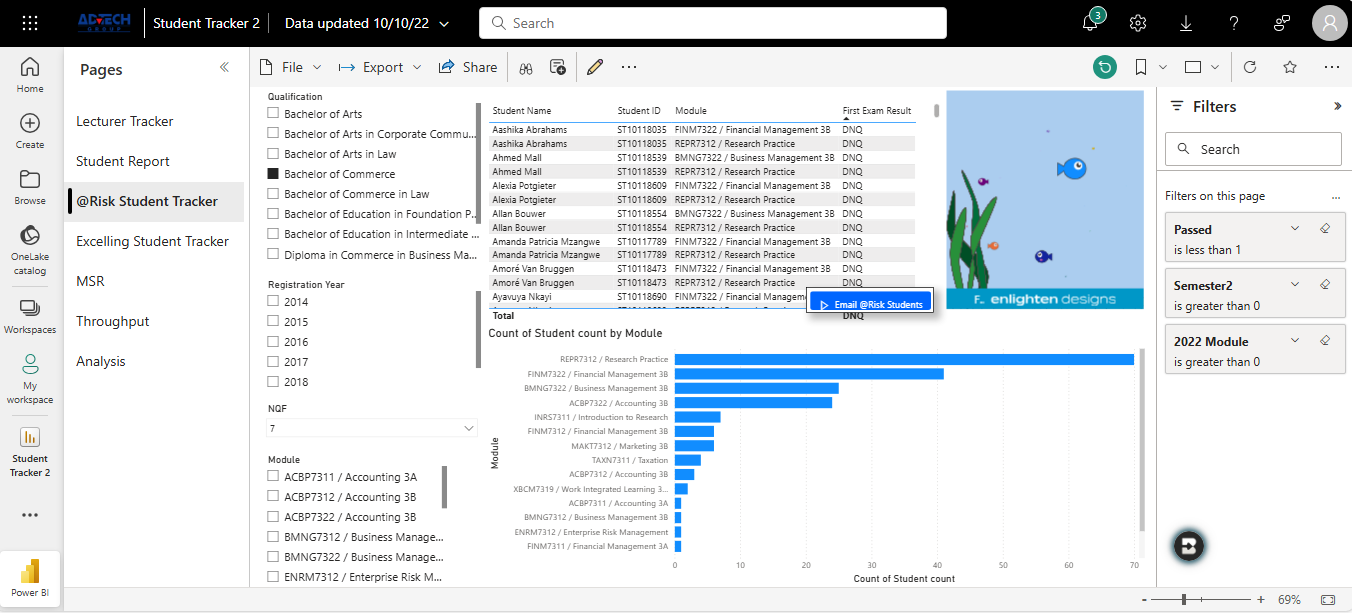 ADVTECH
GROUP
Student Tracker 2
Data updated 10/10/22
Search
3
Home
Create
Browse
OneLake
catalog
Workspaces
My
workspace
Student
Tracker 2
Power BI
Pages
Lecturer Tracker
Student Report
@Risk Student Tracker
Excelling Student Tracker
MSR
Throughput
Analysis
File
Export
Share
Qualification
Bachelor of Arts
Bachelor of Arts in Corporate Commu...
Bachelor of Arts in Law
Bachelor of Commerce
Bachelor of Commerce in Law
Bachelor of Education in Foundation P...
Bachelor of Education in Intermediate ...
Diploma in Commerce in Business Ma...
Registration Year
2014
2015
2016
2017
2018
NQF
7
Module
ACBP7311 / Accounting 3A
ACBP7312 / Accounting 3B
ACBP7322 / Accounting 3B
BMNG7312 / Business Manage...
BMNG7322 / Business Manage...
ENRM7312 / Enterprise Risk M...
Student Name Student ID Module First Exam Result
Aashika Abrahams ST10118035 FINM7322 / Financial Management 3B DNQ
Aashika Abrahams ST10118035 REPR7312 / Research Practice DNQ
Ahmed Mall ST10118539 BMNG7322 / Business Management 3B DNQ
Ahmed Mall ST10118539 REPR7312 / Research Practice DNQ
Alexia Potgieter ST10118609 FINM7322 / Financial Management 3B DNQ
Alexia Potgieter ST10118609 REPR7312 / Research Practice DNQ
Allan Bouwer ST10118554 BMNG7322 / Business Management 3B DNQ
Allan Bouwer ST10118554 REPR7312 / Research Practice DNQ
Amanda Patricia Mzangwe ST10117789 FINM7322 / Financial Management 3B DNQ
Amanda Patricia Mzangwe ST10117789 REPR7312 / Research Practice DNQ
Amoré Van Bruggen ST10118473 FINM7322 / Financial Management 3B DNQ
Amoré Van Bruggen ST10118473 REPR7312 / Research Practice DNQ
Ayavuya Nkayi ST10118690 FINM7322 / Financial Manageme
Email @Risk Students
Total DNQ
F.. enlighten designs
Count of Student count by Module
Module
REPR7312 / Research Practice
FINM7322 / Financial Management 3B
BMNG7322 / Business Management 3B
ACBP7322 / Accounting 3B
INRS7311 / Introduction to Research
FINM7312 / Financial Management 3B
MAKT7312 / Marketing 3B
TAXN7311 / Taxation
ACBP7312 / Accounting 3B
XBCM7319 / Work Integrated Learning 3...
ACBP7311 / Accounting 3A
BMNG7312 / Business Management 3B
ENRM7312 / Enterprise Risk Management
FINM7311 / Financial Management 3A
0 10 20 30 40 50 60 70
Count of Student count
Filters
Search
Filters on this page
Passed
is less than 1
Semester2
is greater than 0
2022 Module
is greater than 0
- + 69%